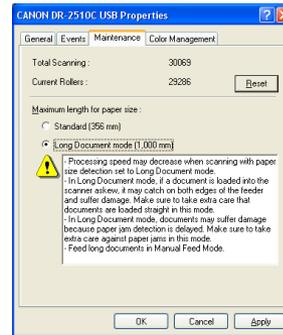 CANON DR-2510C USB Properties
General Events Maintenance Color Management
Total Scanning : 30069
Current Rollers : 29286 Reset
Maximum length for paper size :
Standard (356 mm)
Long Document mode (1,000 mm)
- Processing speed may decrease when scanning with paper
size detection set to Long Document mode.
- In Long Document mode, if a document is loaded into the
scanner askew, it may catch on both edges of the feeder
and suffer damage. Make sure to take extra care that
documents are loaded straight in this mode.
- In Long Document mode, documents may suffer damage
because paper jam detection is delayed. Make sure to take
extra care against paper jams in this mode.
- Feed long documents in Manual Feed Mode.
OK Cancel Apply